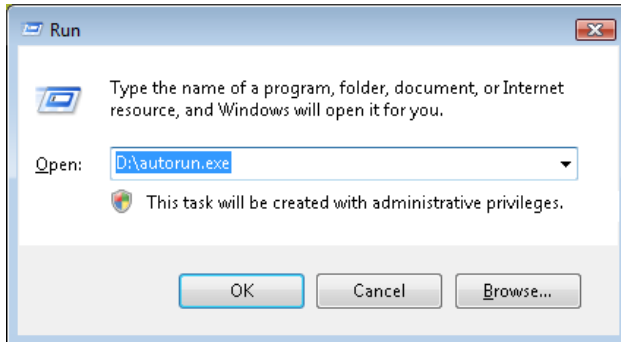 Run
Type the name of a program, folder, document, or Internet
resource, and Windows will open it for you.
Open: D:\autorun.exe
This task will be created with administrative privileges.
OK Cancel Browse...